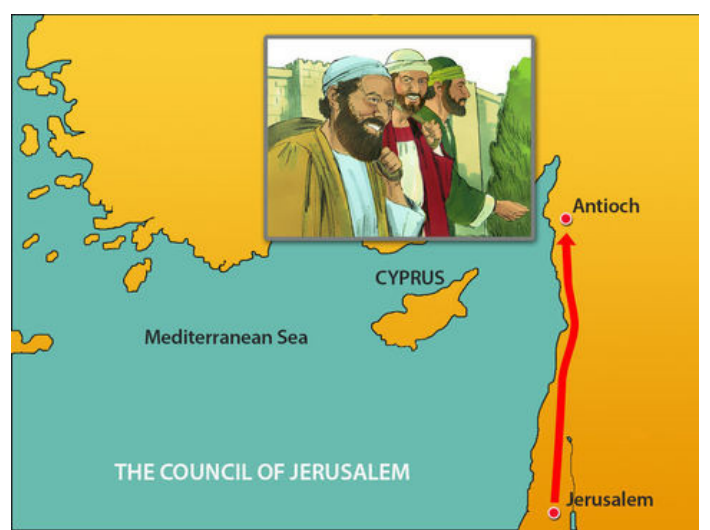 Antioch
CYPRUS
Mediterranean Sea
THE COUNCIL OF JERUSALEM
Jerusalem